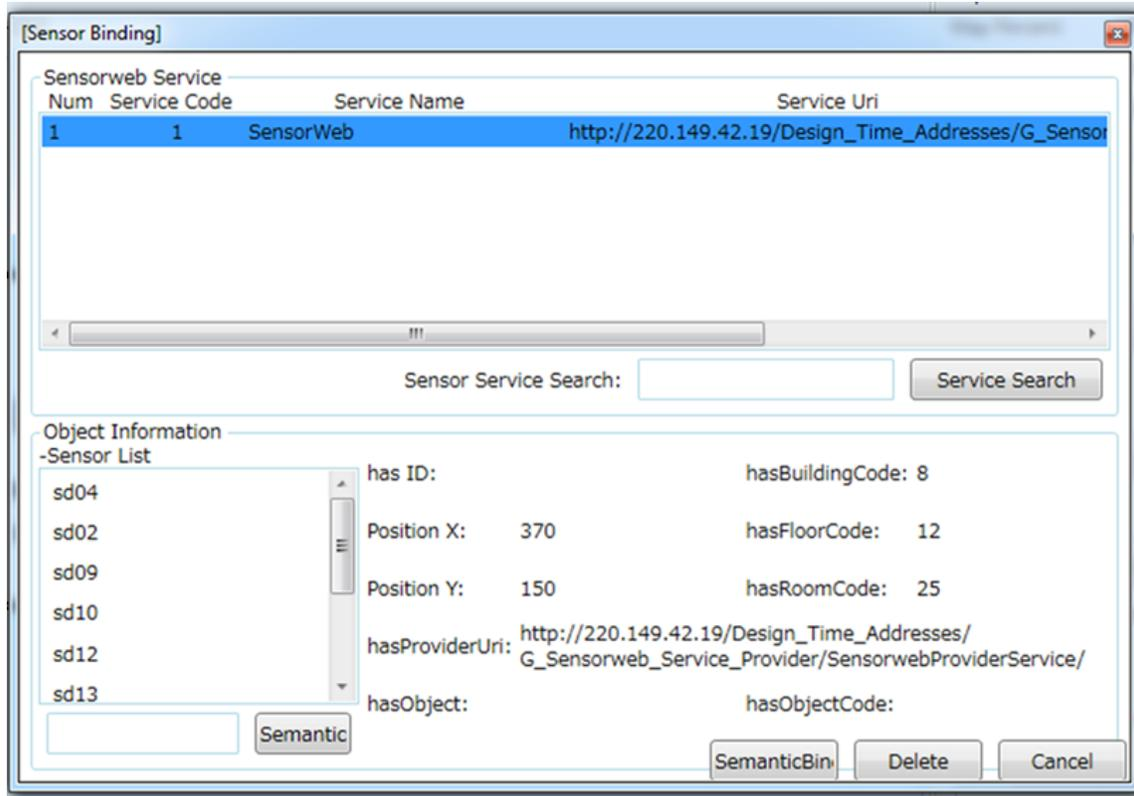 [Sensor Binding]
Sensorweb Service
Num Service Code Service Name Service Uri
1 1 SensorWeb http://220.149.42.19/Design_Time_Addresses/G_Sensor
Sensor Service Search: Service Search
Object Information
-Sensor List
sd04
sd02
sd09
sd10
sd12
sd13
Semantic
has ID: hasBuildingCode: 8
Position X: 370 hasFloorCode: 12
Position Y: 150 hasRoomCode: 25
hasProviderUri: http://220.149.42.19/Design_Time_Addresses/
G_Sensorweb_Service_Provider/SensorwebProviderService/
hasObject: hasObjectCode:
SemanticBin Delete Cancel